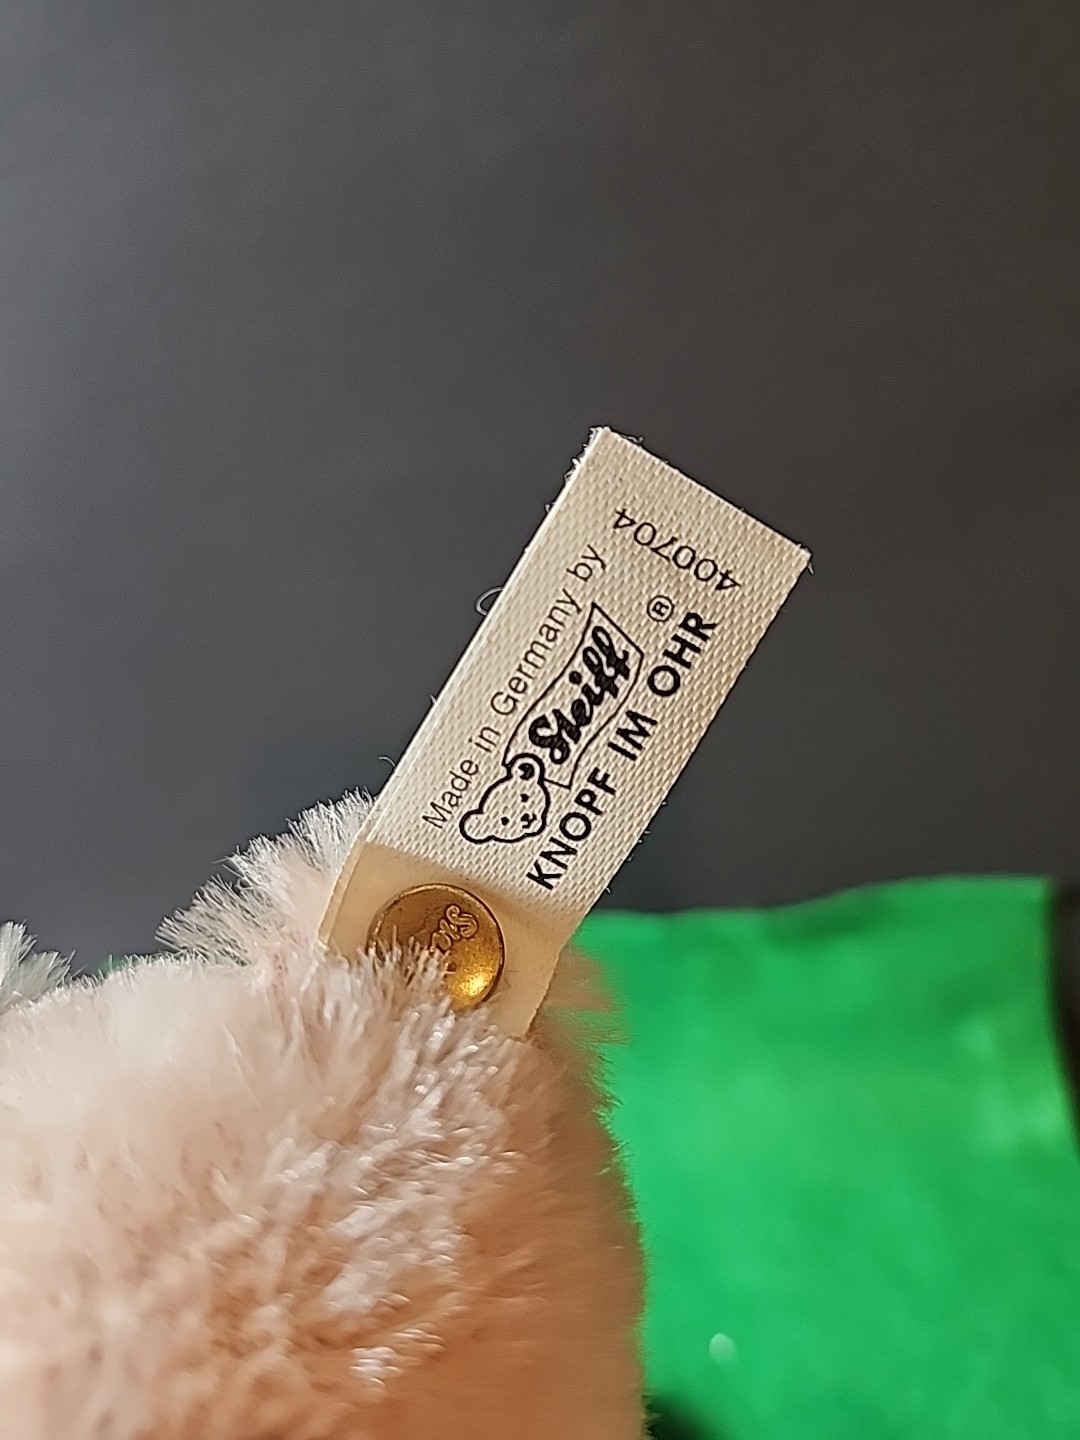 Made in Germany by
Steiff
®
KNOPF IM OHR
400704